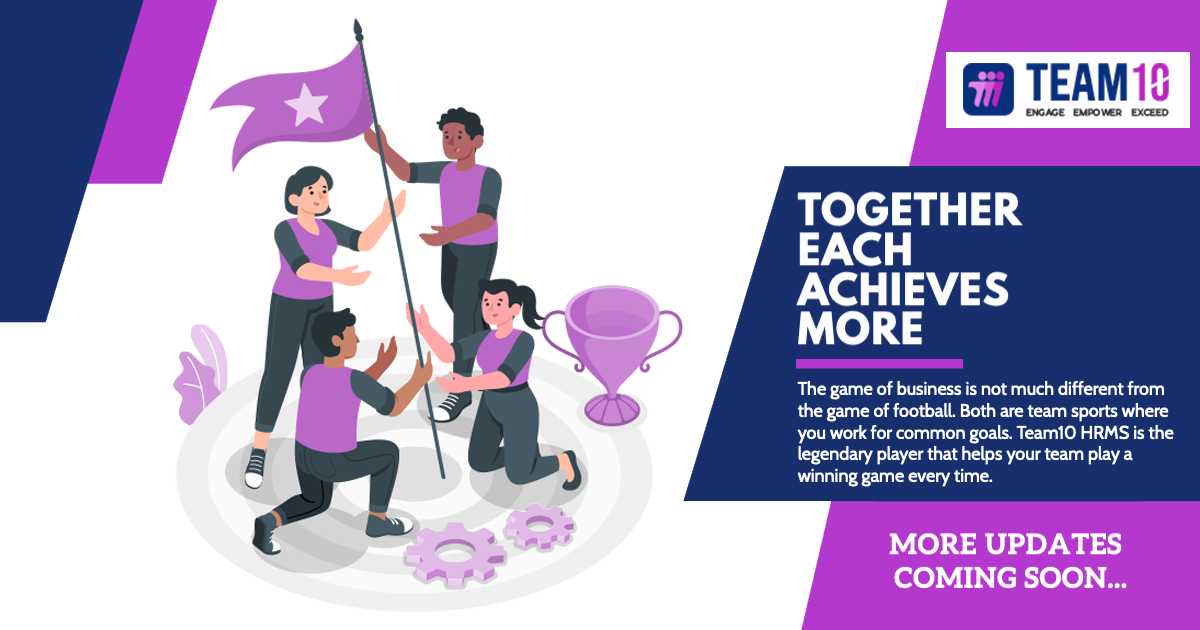 TEAM10
ENGAGE EMPOWER EXCEED
TOGETHER
EACH
ACHIEVES
MORE
The game of business is not much different from
the game of football. Both are team sports where
you work for common goals. Team10 HRMS is the
legendary player that helps your team play a
winning game every time.
MORE UPDATES
COMING SOON...